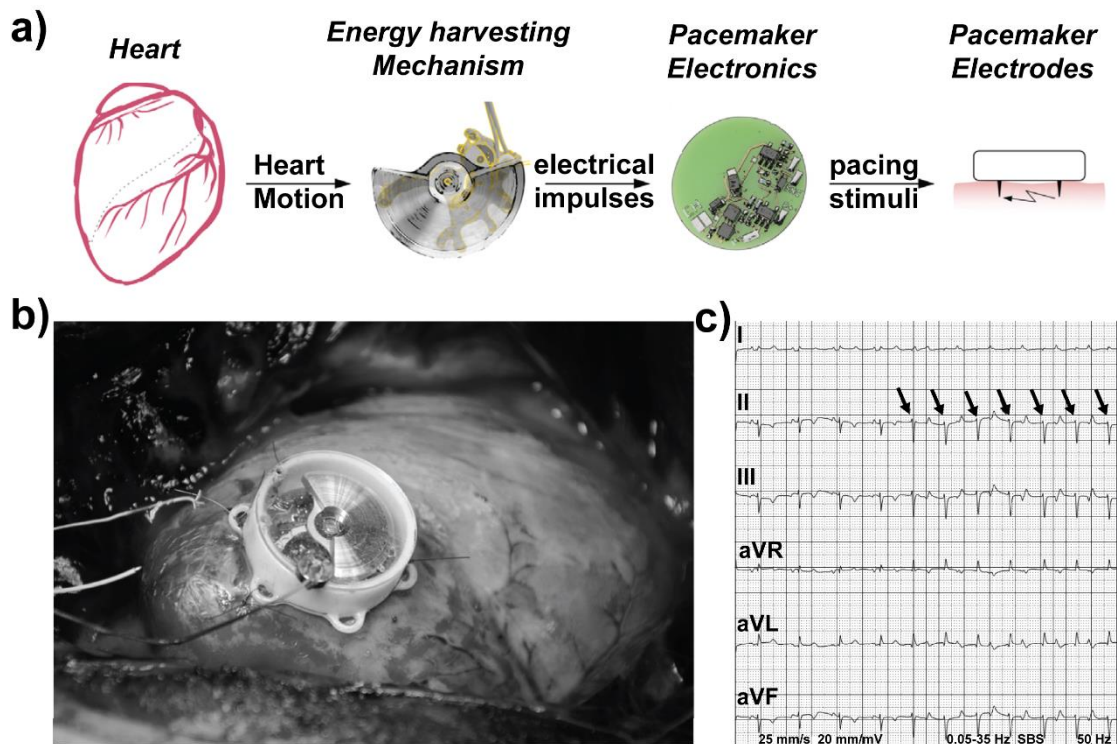 a)
Heart
Energy harvesting
Mechanism
Pacemaker
Electronics
Pacemaker
Electrodes
Heart
Motion
electrical
impulses
pacing
stimuli
b)
c)
I
II
III
aVR
aVL
aVF
25 mm/s 20 mm/mV 0.05-35 Hz SBS 50 Hz